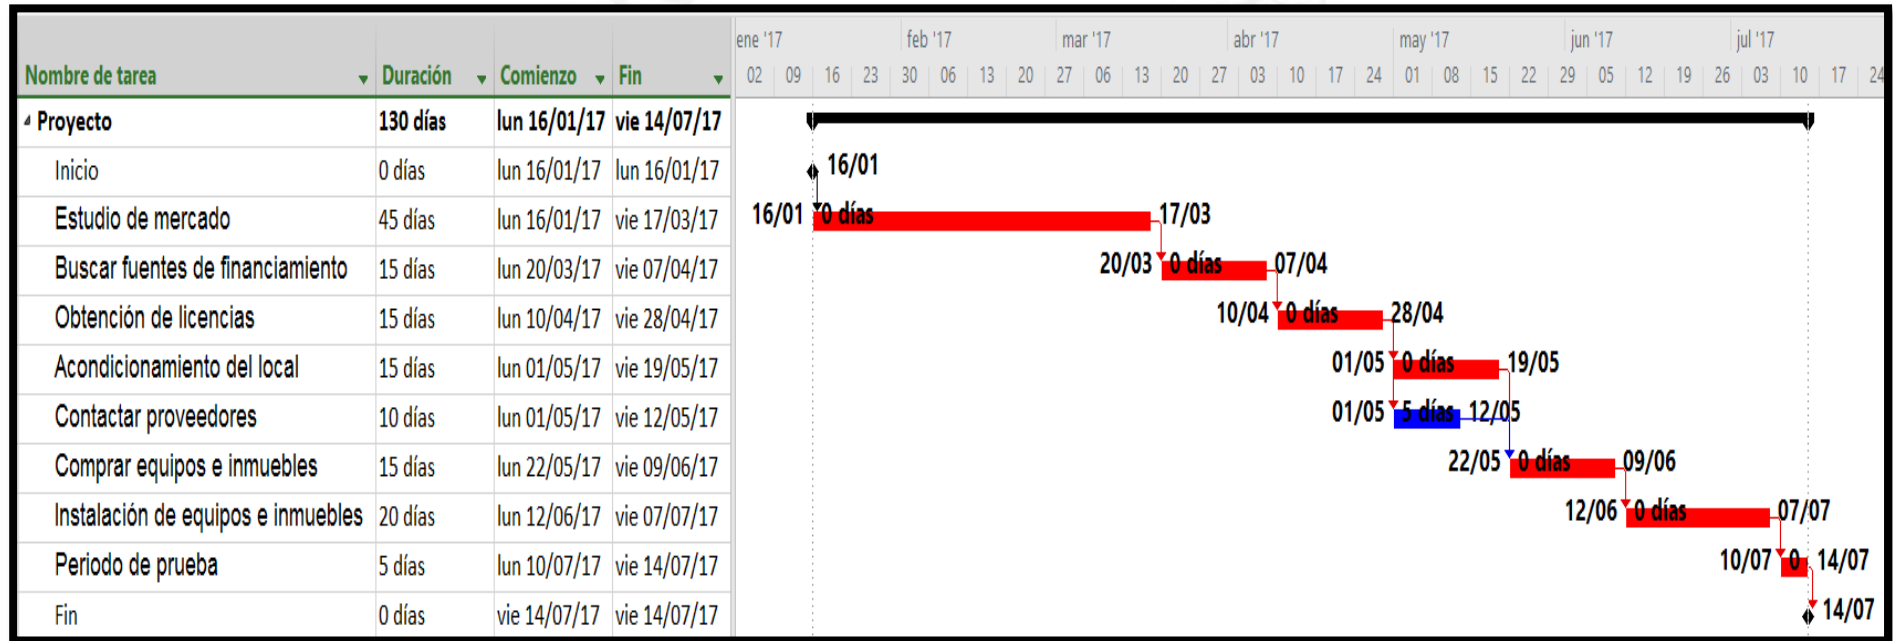 ene '17 feb '17 mar '17 abr '17 may '17 jun '17 jul '17
Nombre de tarea Duración Comienzo Fin 02 09 16 23 30 06 13 20 27 06 13 20 27 03 10 17 24 01 08 15 22 29 05 12 19 26 03 10 17 24
Proyecto 130 días lun 16/01/17 vie 14/07/17
Inicio 0 días lun 16/01/17 lun 16/01/17 16/01
Estudio de mercado 45 días lun 16/01/17 vie 17/03/17 16/01 0 días 17/03
Buscar fuentes de financiamiento 15 días lun 20/03/17 vie 07/04/17 20/03 0 días 07/04
Obtención de licencias 15 días lun 10/04/17 vie 28/04/17 10/04 0 días 28/04
Acondicionamiento del local 15 días lun 01/05/17 vie 19/05/17 01/05 0 días 19/05
Contactar proveedores 10 días lun 01/05/17 vie 12/05/17 01/05 5 días 12/05
Comprar equipos e inmuebles 15 días lun 22/05/17 vie 09/06/17 22/05 0 días 09/06
Instalación de equipos e inmuebles 20 días lun 12/06/17 vie 07/07/17 12/06 0 días 07/07
Periodo de prueba 5 días lun 10/07/17 vie 14/07/17 10/07 0 14/07
Fin 0 días vie 14/07/17 vie 14/07/17 14/07